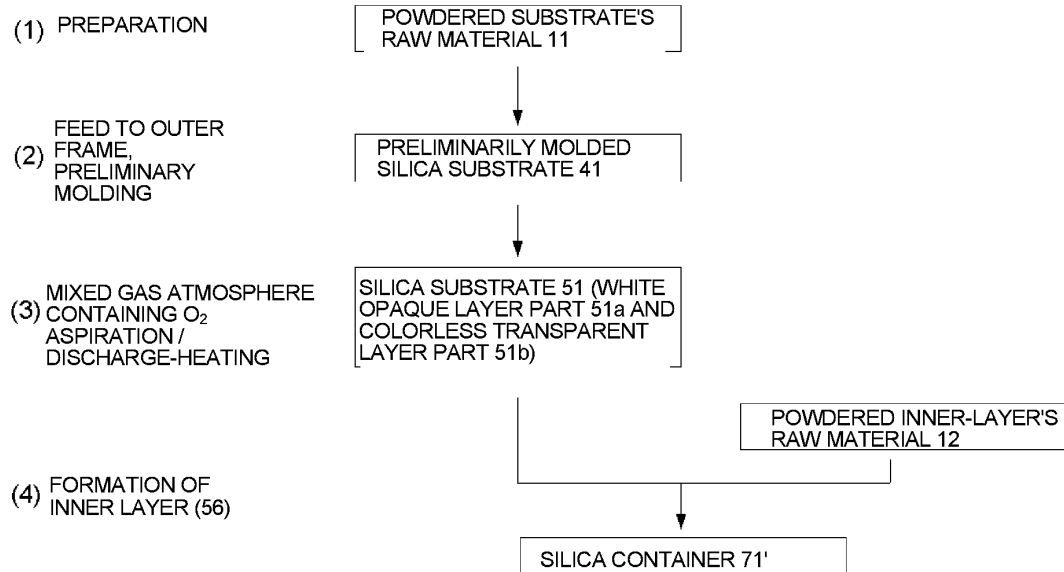 (1) PREPARATION
POWDERED SUBSTRATE'S
RAW MATERIAL 11
(2) FEED TO OUTER
FRAME,
PRELIMINARY
MOLDING
PRELIMINARILY MOLDED
SILICA SUBSTRATE 41
(3) MIXED GAS ATMOSPHERE
CONTAINING O₂
ASPIRATION /
DISCHARGE-HEATING
SILICA SUBSTRATE 51 (WHITE
OPAQUE LAYER PART 51a AND
COLORLESS TRANSPARENT
LAYER PART 51b)
POWDERED INNER-LAYER'S
RAW MATERIAL 12
(4) FORMATION OF
INNER LAYER (56)
SILICA CONTAINER 71'